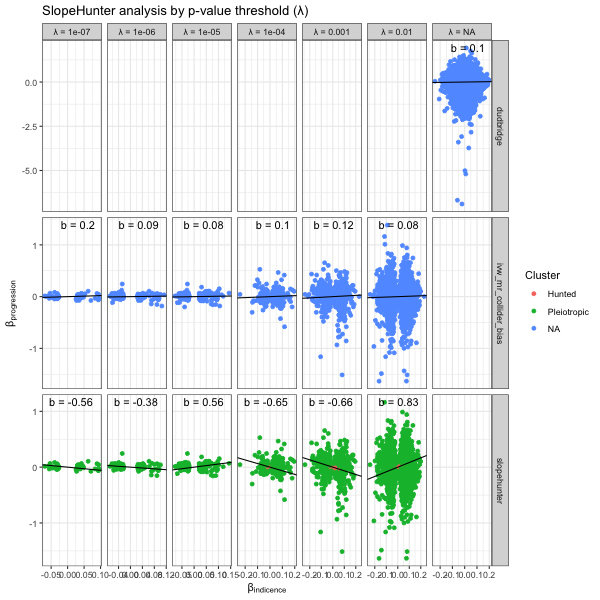 SlopeHunter analysis by p-value threshold (λ)
λ = 1e-07 λ = 1e-06 λ = 1e-05 λ = 1e-04 λ = 0.001 λ = 0.01 λ = NA
b = 0.1
0.0
-2.5
-5.0
dudbridge
b = 0.2 b = 0.09 b = 0.08 b = 0.1 b = 0.12 b = 0.08
1
0
-1
ivw_mr_collider_bias
βprogression
b = -0.56 b = -0.38 b = 0.56 b = -0.65 b = -0.66 b = 0.83
1
0
-1
slopehunter
βindicence
Cluster
Hunted
Pleiotropic
NA